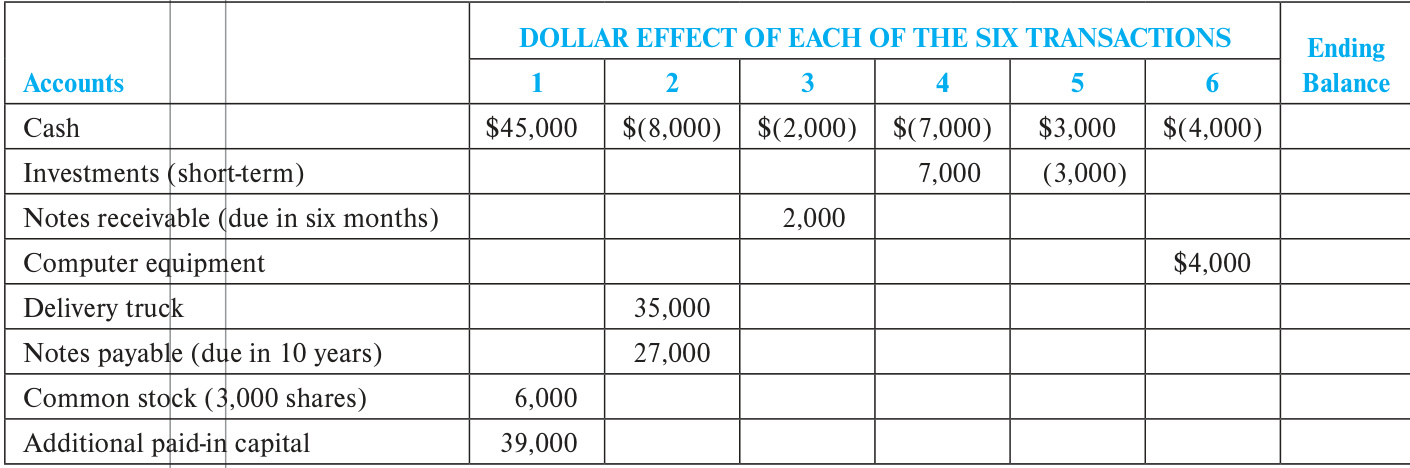 DOLLAR EFFECT OF EACH OF THE SIX TRANSACTIONS Ending
Accounts 1 2 3 4 5 6 Balance
Cash $45,000 $(8,000) $(2,000) $(7,000) $3,000 $(4,000)
Investments (short-term) 7,000 (3,000)
Notes receivable (due in six months) 2,000
Computer equipment $4,000
Delivery truck 35,000
Notes payable (due in 10 years) 27,000
Common stock (3,000 shares) 6,000
Additional paid-in capital 39,000